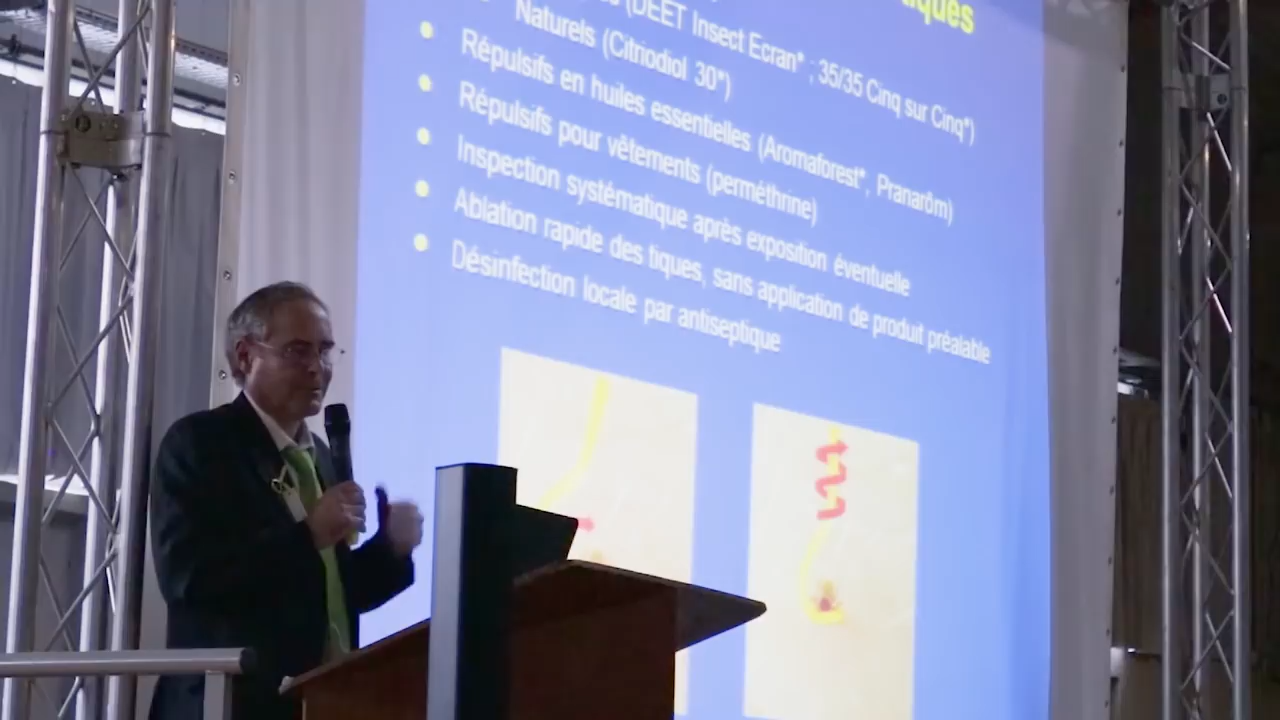 tiques
(DEET Insect Ecran* ; 35/35 Cinq sur Cinq*)
Naturels (Citriodiol 30*)
Répulsifs en huiles essentielles (Aromaforest*, Pranarôm)
Répulsifs pour vêtements (perméthrine)
Inspection systématique après exposition éventuelle
Ablation rapide des tiques, sans application de produit préalable
Désinfection locale par antiseptique